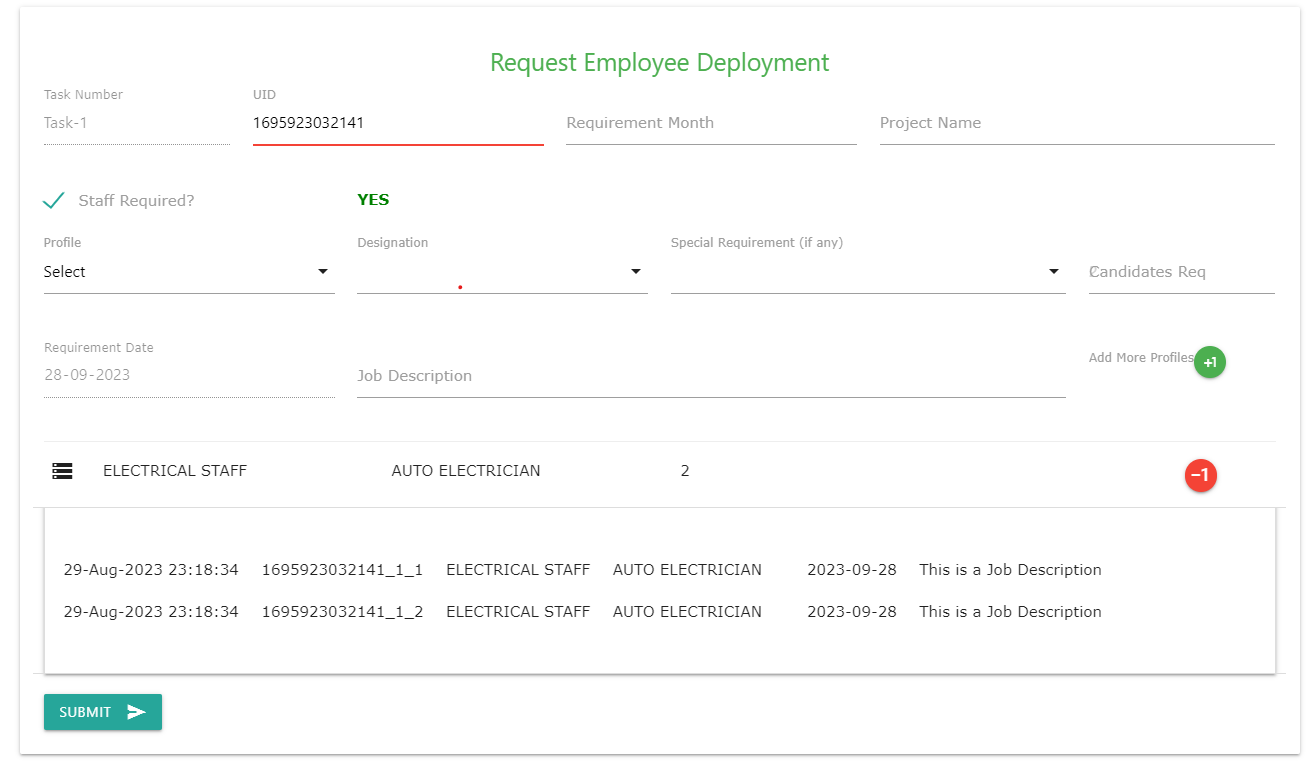 Request Employee Deployment
Task Number UID
Task-1 1695923032141 Requirement Month Project Name
Staff Required? YES
Profile Designation Special Requirement (if any)
Select Candidates Req
Requirement Date Add More Profiles +1
28-09-2023 Job Description
ELECTRICAL STAFF AUTO ELECTRICIAN 2 −1
29-Aug-2023 23:18:34 1695923032141_1_1 ELECTRICAL STAFF AUTO ELECTRICIAN 2023-09-28 This is a Job Description
29-Aug-2023 23:18:34 1695923032141_1_2 ELECTRICAL STAFF AUTO ELECTRICIAN 2023-09-28 This is a Job Description
SUBMIT